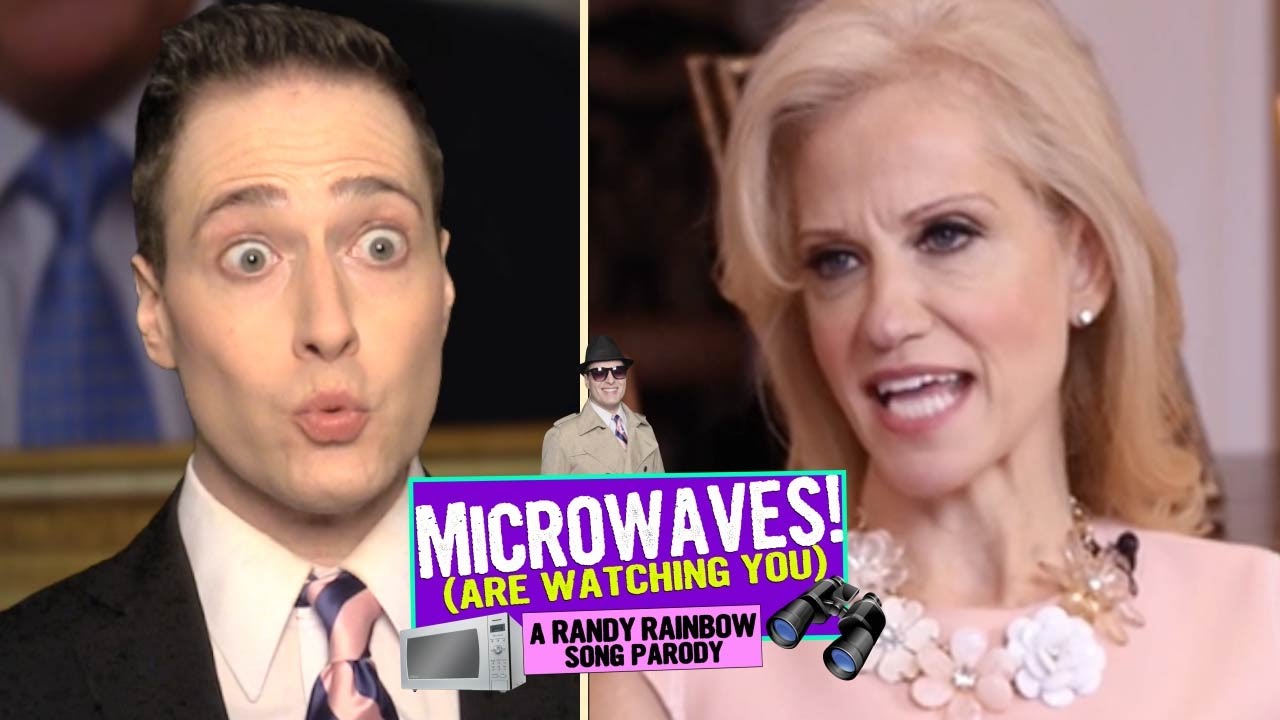 MICROWAVES!
(ARE WATCHING YOU)
A RANDY RAINBOW
SONG PARODY